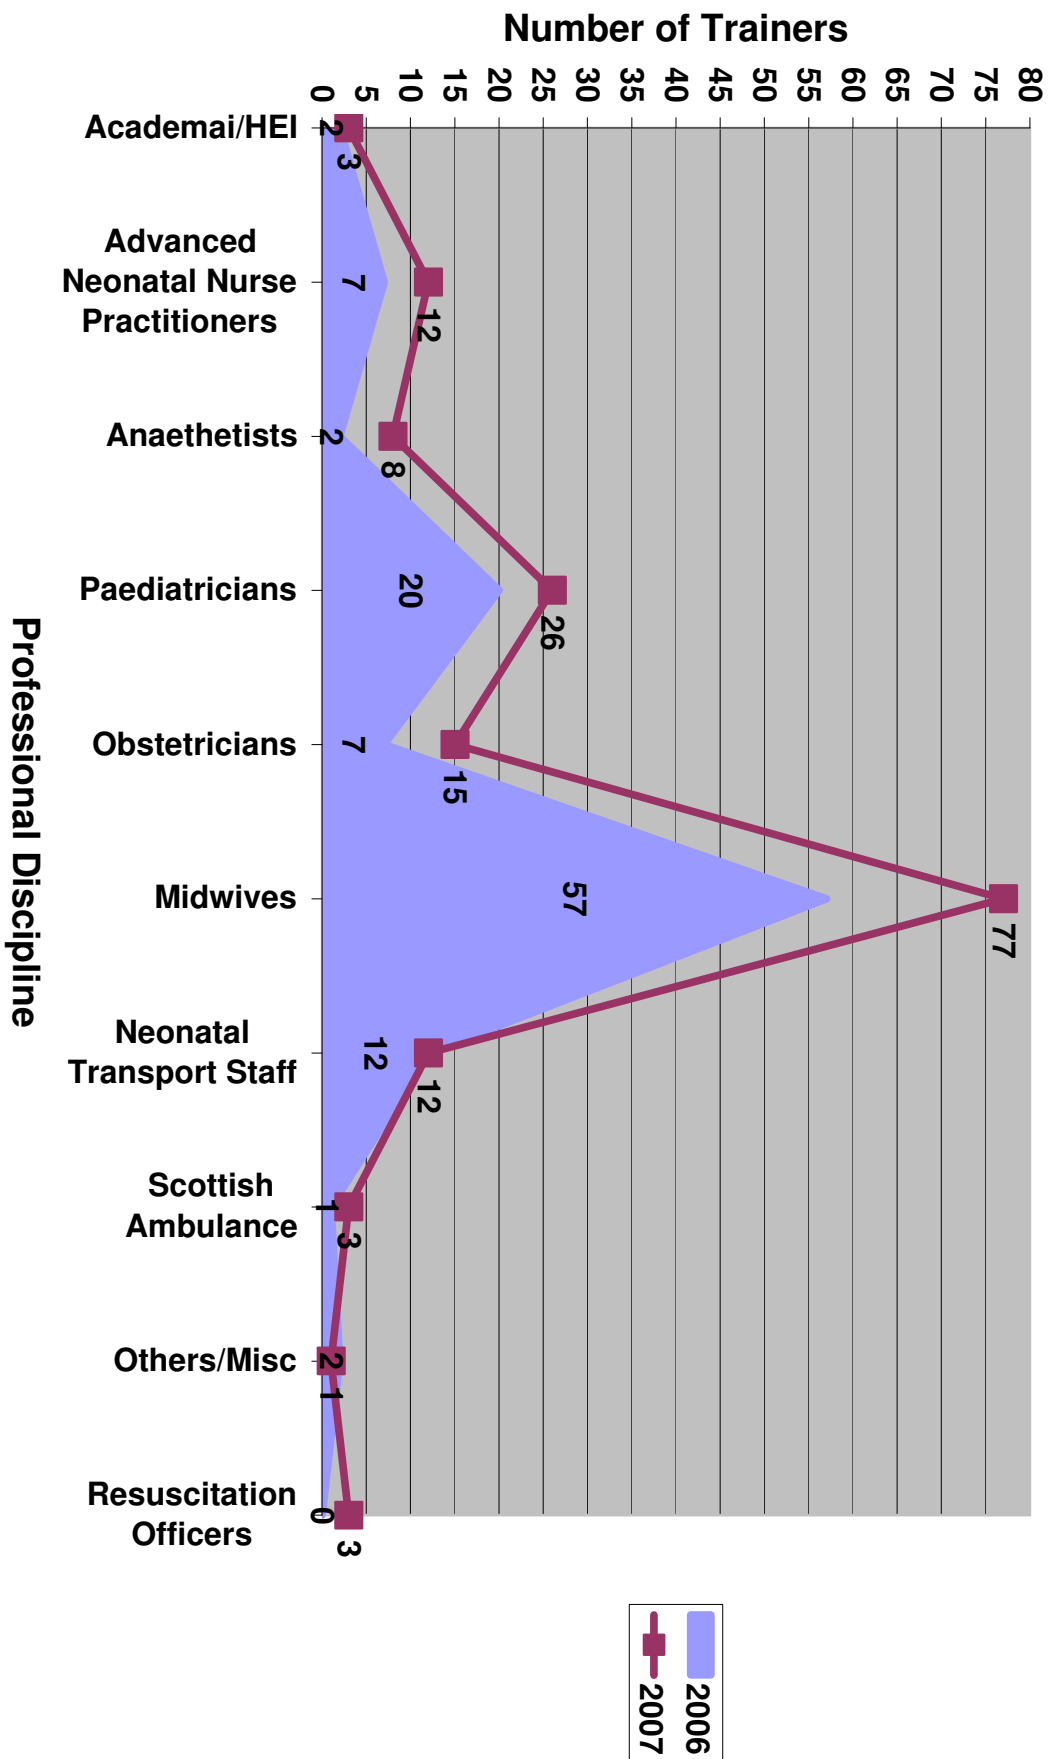 Number of Trainers
0
5
10
15
20
25
30
35
40
45
50
55
60
65
70
75
80
Academai/HEI
Advanced
Neonatal Nurse
Practitioners
Anaethetists
Paediatricians
Obstetricians
Midwives
Neonatal
Transport Staff
Scottish
Ambulance
Others/Misc
Resuscitation
Officers
Professional Discipline
2
3
7
12
2
8
20
26
7
15
57
77
12
12
1
3
2
1
0
3
2006
2007